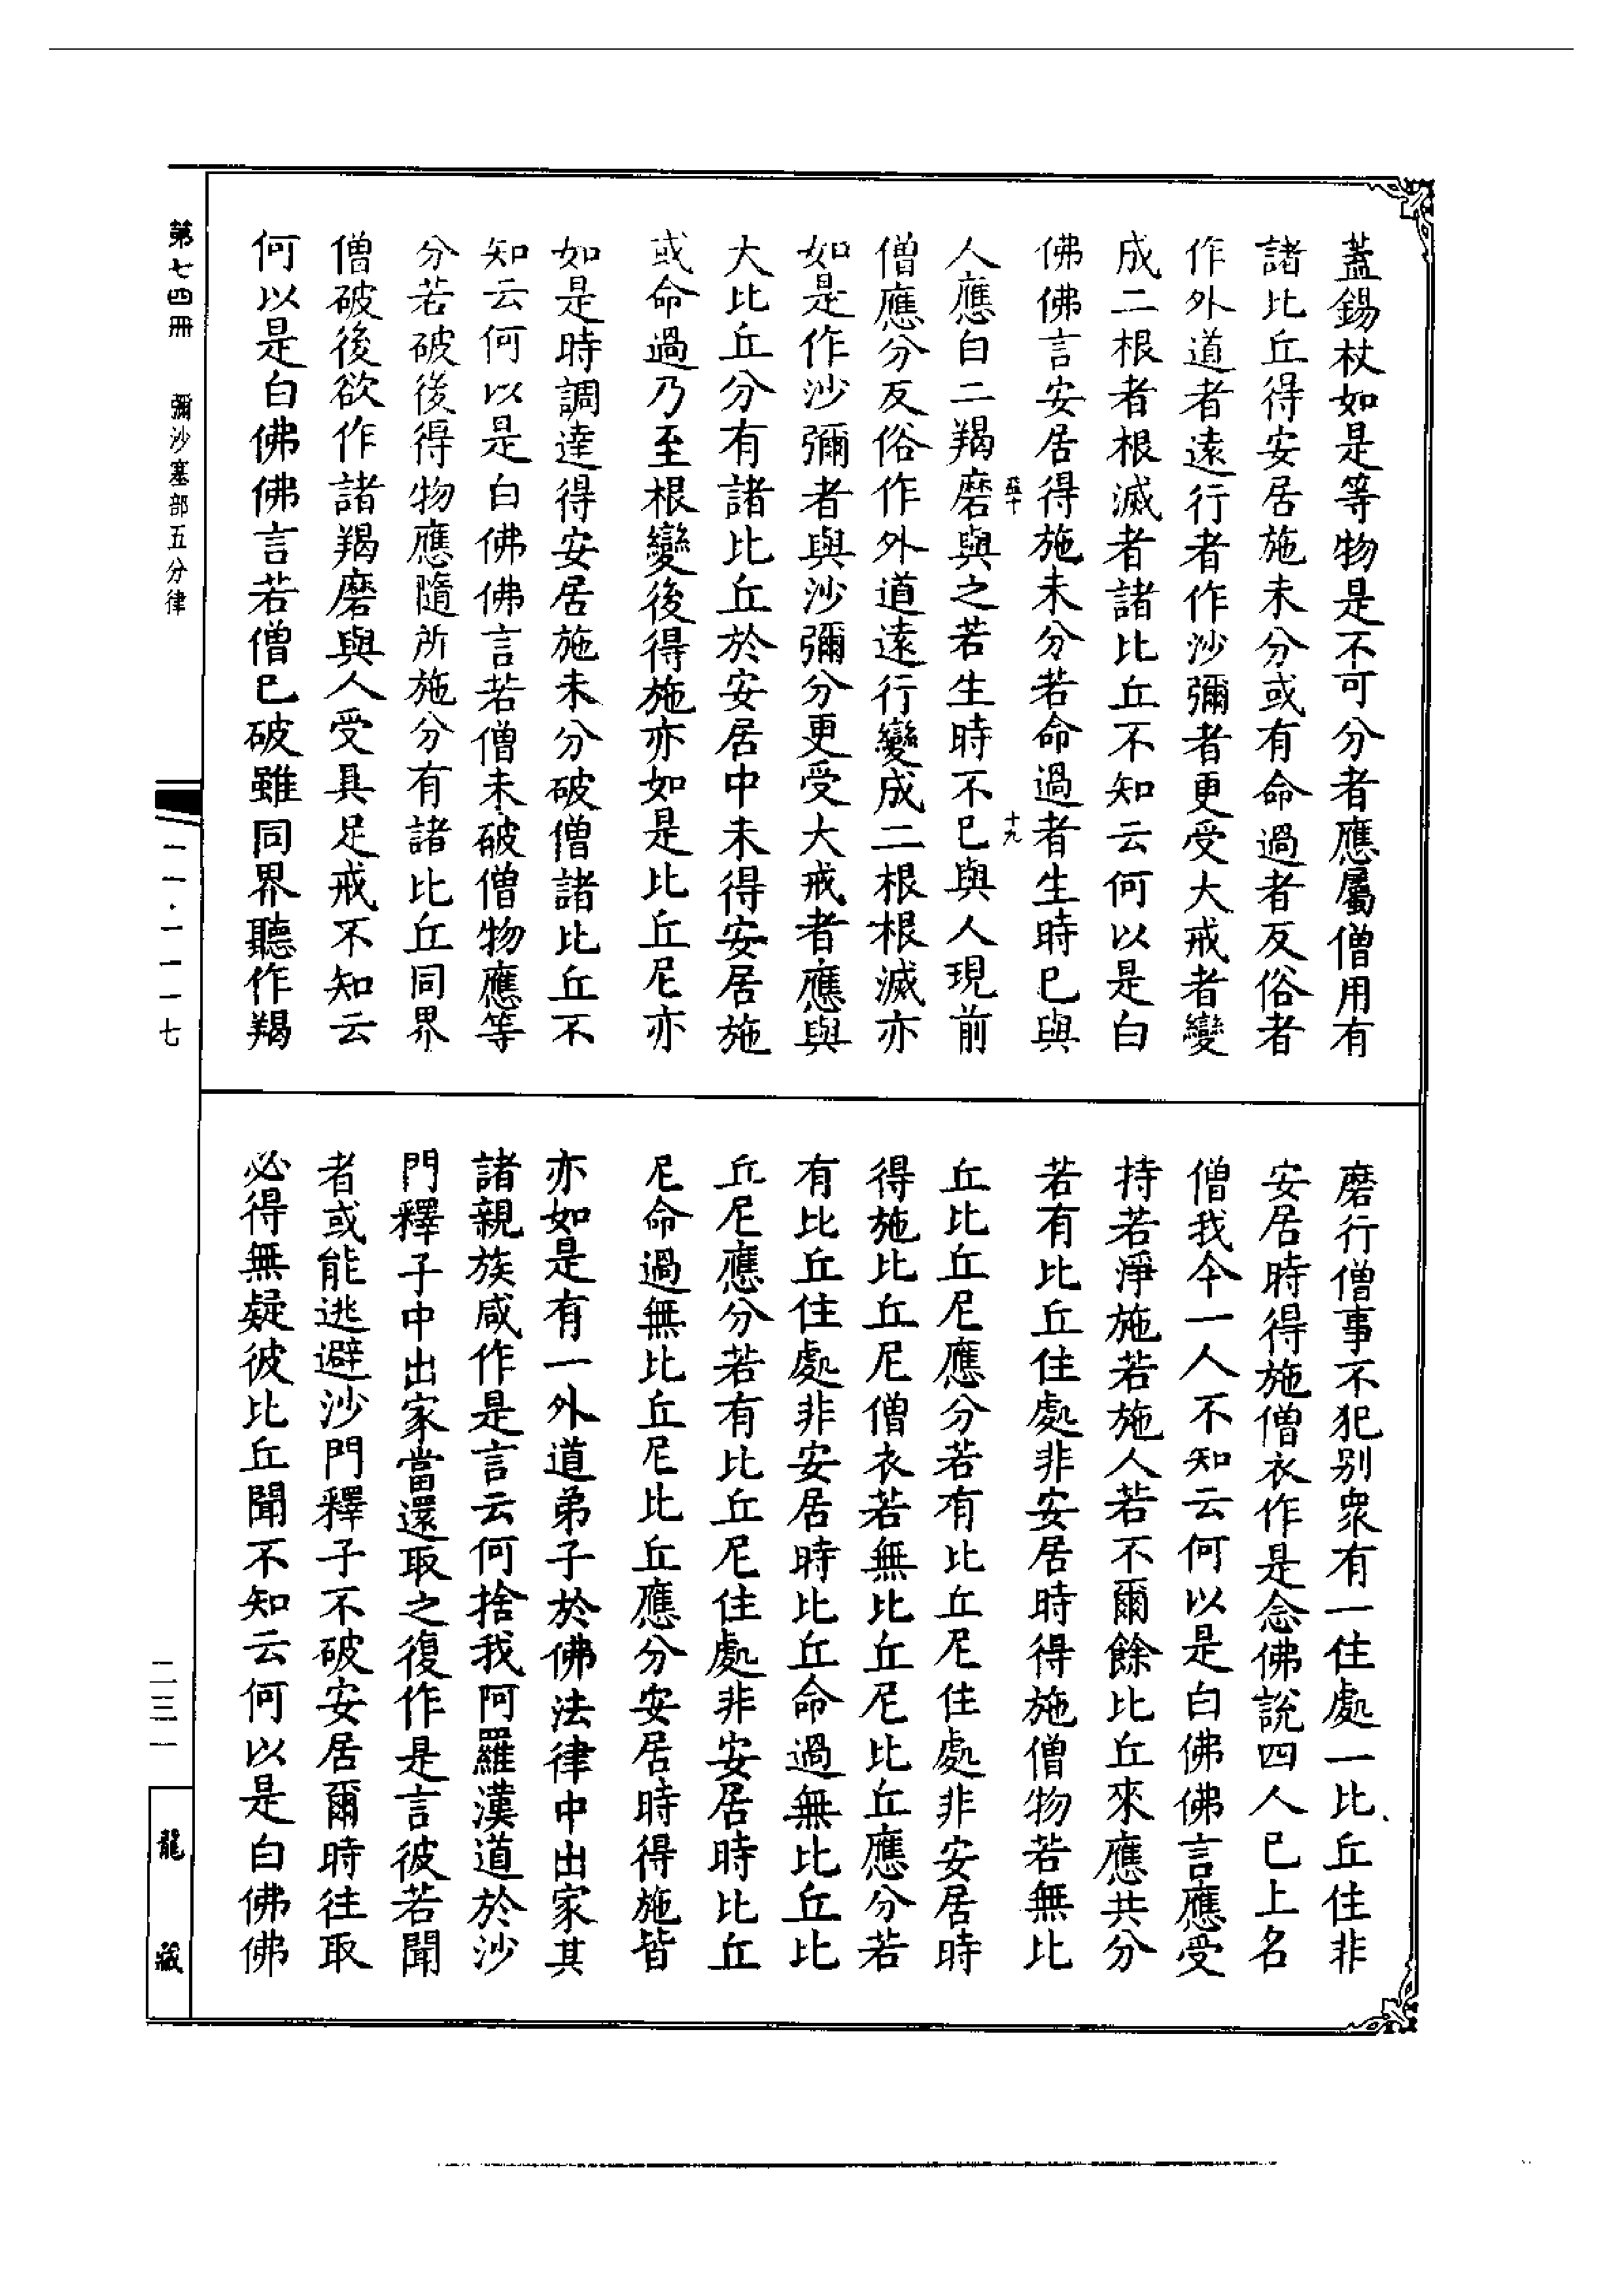 蓋錫杖如是等物是不可分者應屬僧用有
諸比丘得安居施未分或有命過者反俗者
作外道者遠行者作沙彌者更受大戒者變
成二根者根滅者諸比丘不知云何以是白
佛佛言安居得施未分若命過者生時已與
人應白二羯磨與之若生時不已與人現前
十九
僧應分反俗作外道遠行變成二根根滅亦
如是作沙彌者與沙彌分更受大戒者應與
大比丘分有諸比丘於安居中未得安居施
或命過乃至根變後得施亦如是比丘尼亦
如是時調達得安居施未分破僧諸比丘不
知云何以是白佛佛言若僧未破僧物應等
分若破後得物應隨所施分有諸比丘同界
僧破後欲作諸羯磨與人受具足戒不知云
何以是白佛佛言若僧已破雖同界聽作羯
磨行僧事不犯別衆有一住處一比丘住非
安居時得施僧衣作是念佛說四人已上名
僧我今一人不知云何以是白佛佛言應受
持若淨施若施人若不爾餘比丘來應共分
若有比丘住處非安居時得施僧物若無比
丘比丘尼應分若有比丘尼住處非安居時
得施比丘尼僧衣若無比丘尼比丘應分若
有比丘住處非安居時比丘命過無比丘比
丘尼應分若有比丘尼住處非安居時比丘
尼命過無比丘尼比丘應分安居時得施皆
亦如是有一外道弟子於佛法律中出家其
諸親族咸作是言云何捨我阿羅漢道於沙
門釋子中出家當還取之復作是言彼若聞
者或能逃避沙門釋子不破安居爾時往取
必得無疑彼比丘聞不知云何以是白佛佛
第七四冊 彌沙塞部五分律
一一·一一一七
二三一
龍藏